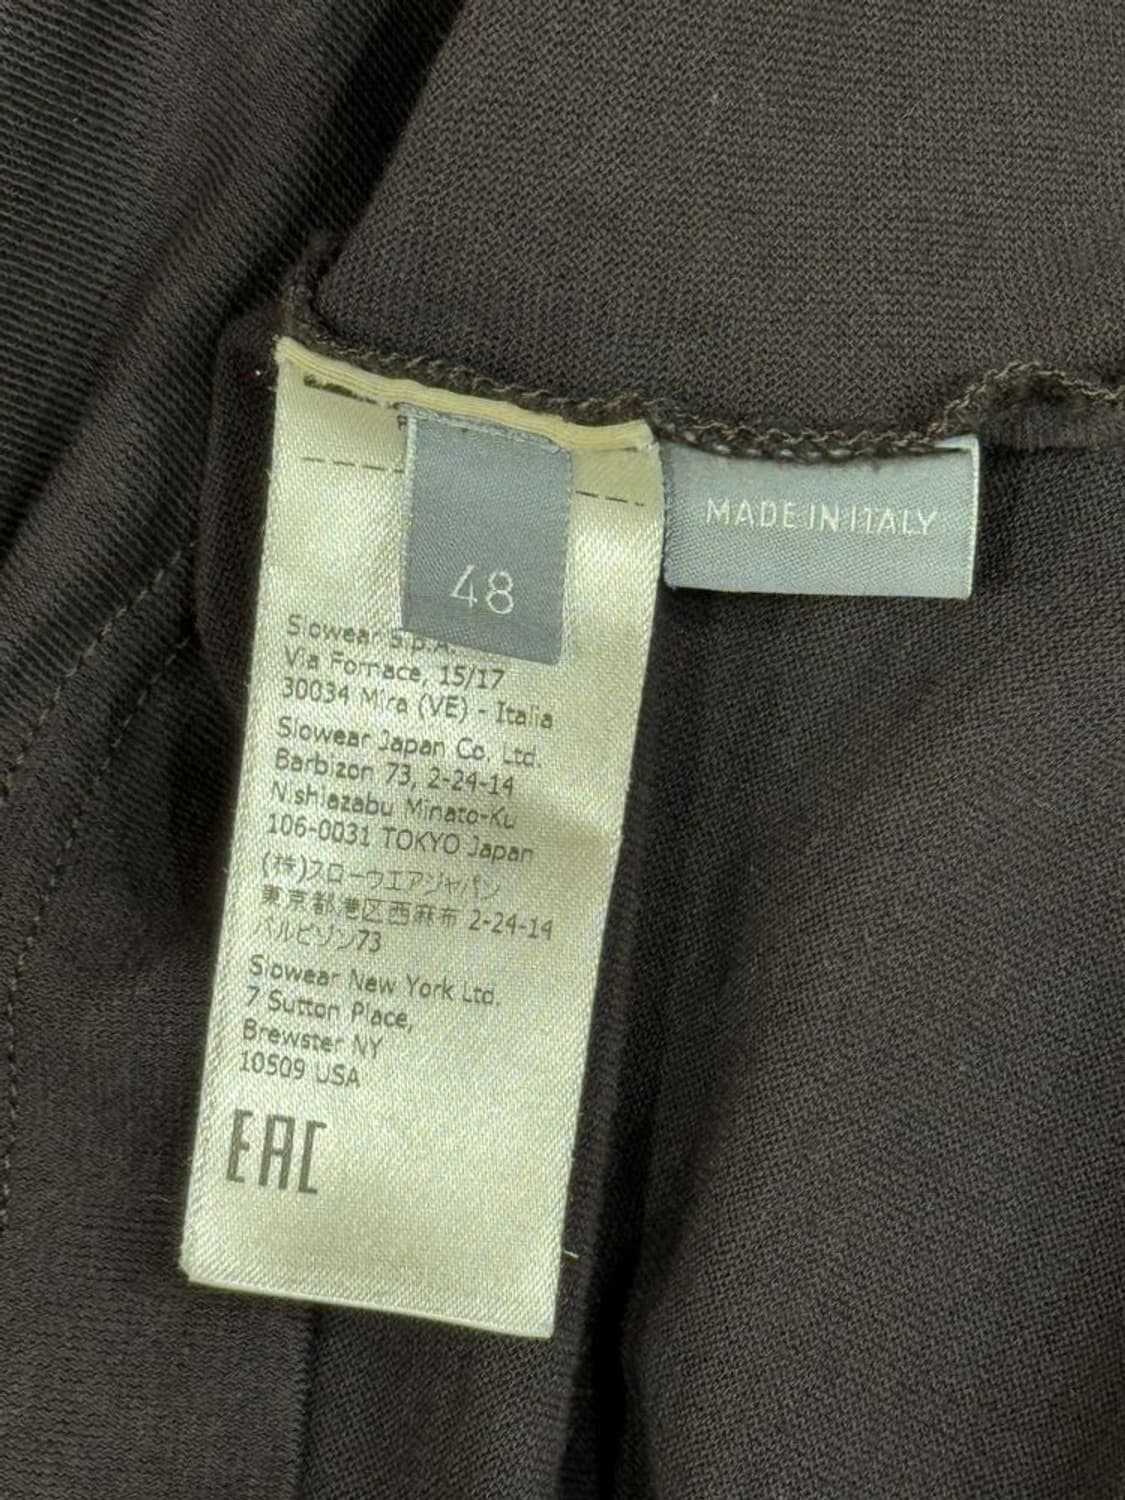 48
MADE IN ITALY
Slowear S.p.A.
Via Fornace, 15/17
30034 Mira (VE) - Italia
Slowear Japan Co. Ltd.
Barbizon 73, 2-24-14
Nishiazabu Minato-Ku
106-0031 TOKYO Japan
(株)スローウエアジャパン
東京都港区西麻布 2-24-14
バルビゾン73
Slowear New York Ltd.
7 Sutton Place,
Brewster NY
10509 USA
EAC